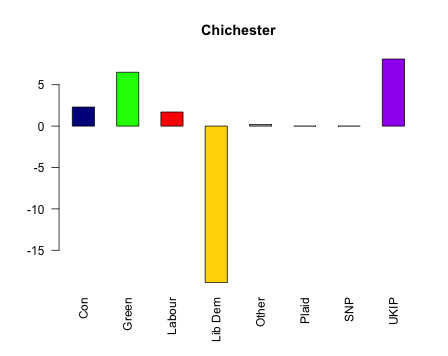 Chichester
5
0
-5
-10
-15
Con
Green
Labour
Lib Dem
Other
Plaid
SNP
UKIP